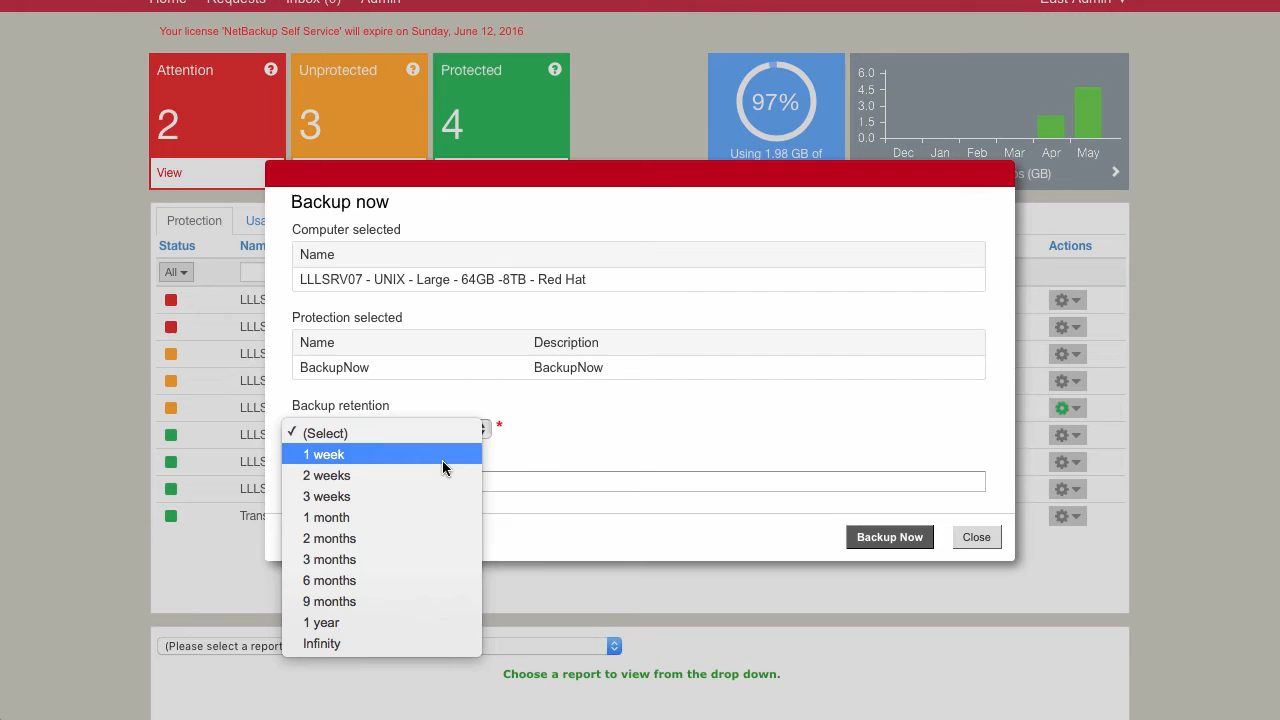 Home Requests Inbox (0) Admin East Admin
Your license 'NetBackup Self Service' will expire on Sunday, June 12, 2016
Attention
2
View
Unprotected
3
Protected
4
97%
Using 1.98 GB of
6.0
4.5
3.0
1.5
0.0
Dec Jan Feb Mar Apr May
(GB)
Protection
Status
All
LLLS
LLLS
LLLS
LLLS
LLLS
LLLS
LLLS
LLLS
Actions
Backup now
Computer selected
Name
LLLSRV07 - UNIX - Large - 64GB -8TB - Red Hat
Protection selected
Name Description
BackupNow BackupNow
Backup retention
✓ (Select) *
1 week
2 weeks
3 weeks
1 month
2 months
3 months
6 months
9 months
1 year
Infinity
Backup Now Close
(Please select a report
Choose a report to view from the drop down.